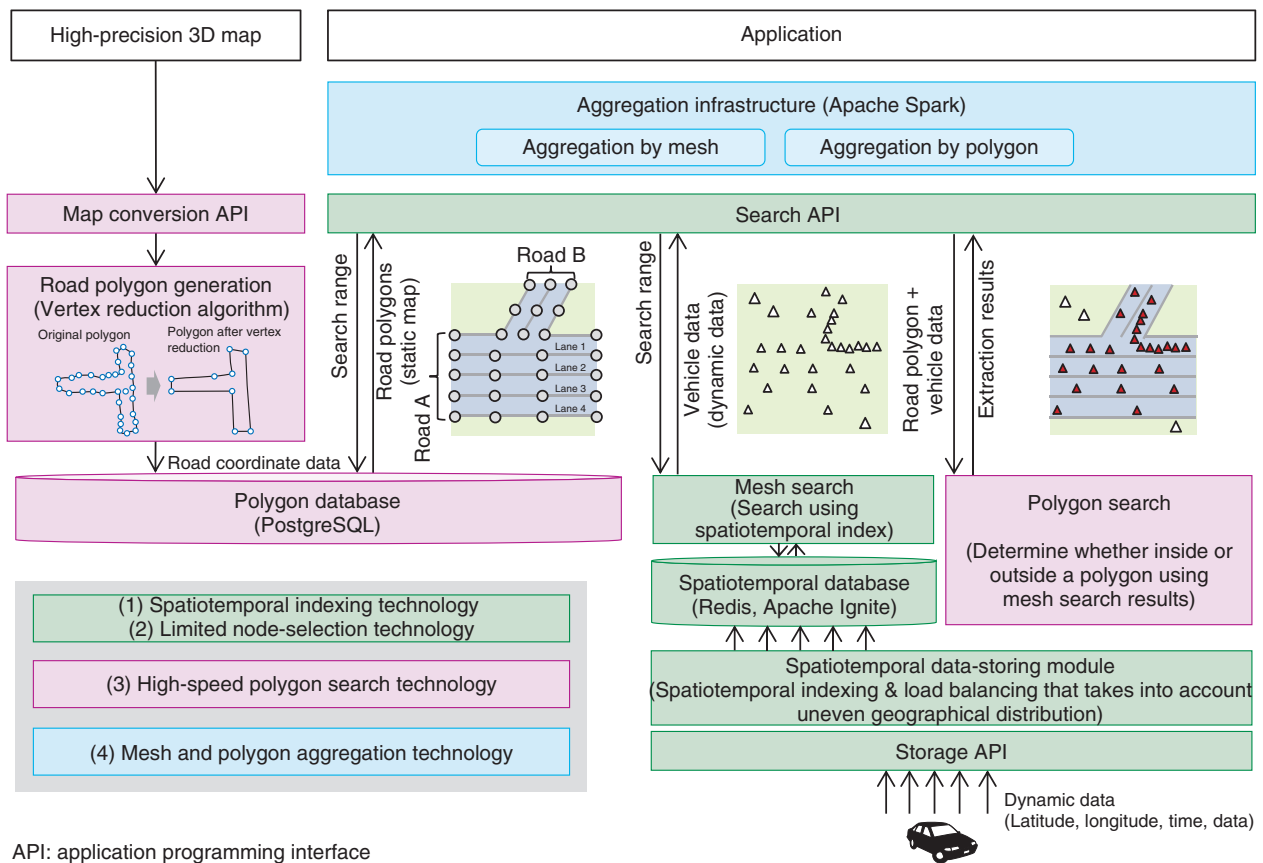 High-precision 3D map
Application
Aggregation infrastructure (Apache Spark)
Aggregation by mesh
Aggregation by polygon
Map conversion API
Search API
Road polygon generation
(Vertex reduction algorithm)
Original polygon
Polygon after vertex
reduction
Search range
Road polygons
(static map)
Road B
Road A
Lane 1
Lane 2
Lane 3
Lane 4
Search range
Vehicle data
(dynamic data)
Road polygon +
vehicle data
Extraction results
Road coordinate data
Polygon database
(PostgreSQL)
Mesh search
(Search using
spatiotemporal index)
Polygon search
(Determine whether inside or
outside a polygon using
mesh search results)
Spatiotemporal database
(Redis, Apache Ignite)
(1) Spatiotemporal indexing technology
(2) Limited node-selection technology
(3) High-speed polygon search technology
(4) Mesh and polygon aggregation technology
Spatiotemporal data-storing module
(Spatiotemporal indexing & load balancing that takes into account
uneven geographical distribution)
Storage API
Dynamic data
(Latitude, longitude, time, data)
API: application programming interface